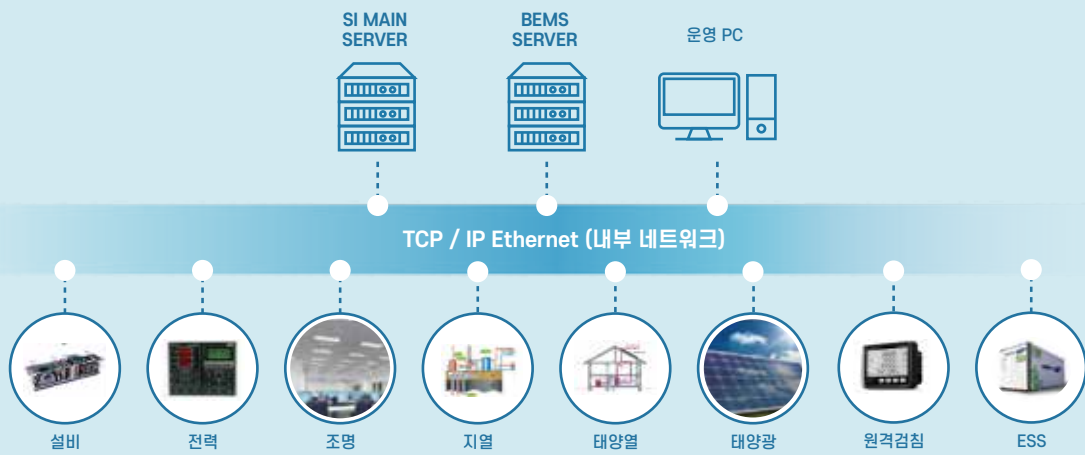 SI MAIN
SERVER
BEMS
SERVER
운영 PC
TCP / IP Ethernet (내부 네트워크)
설비
전력
조명
지열
태양열
태양광
원격검침
ESS